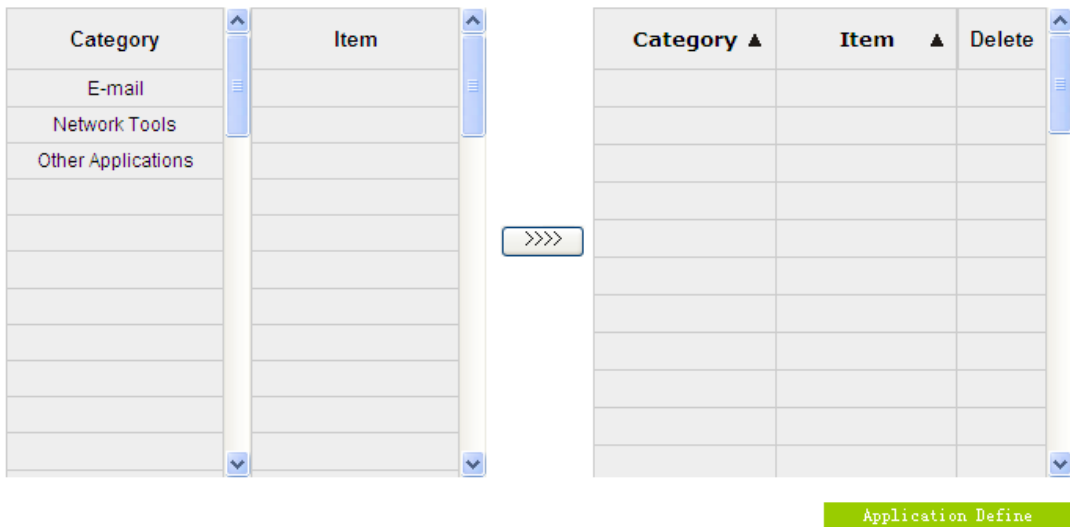 Category Item Category ▲ Item ▲ Delete
E-mail
Network Tools
Other Applications
>>>>
Application Define